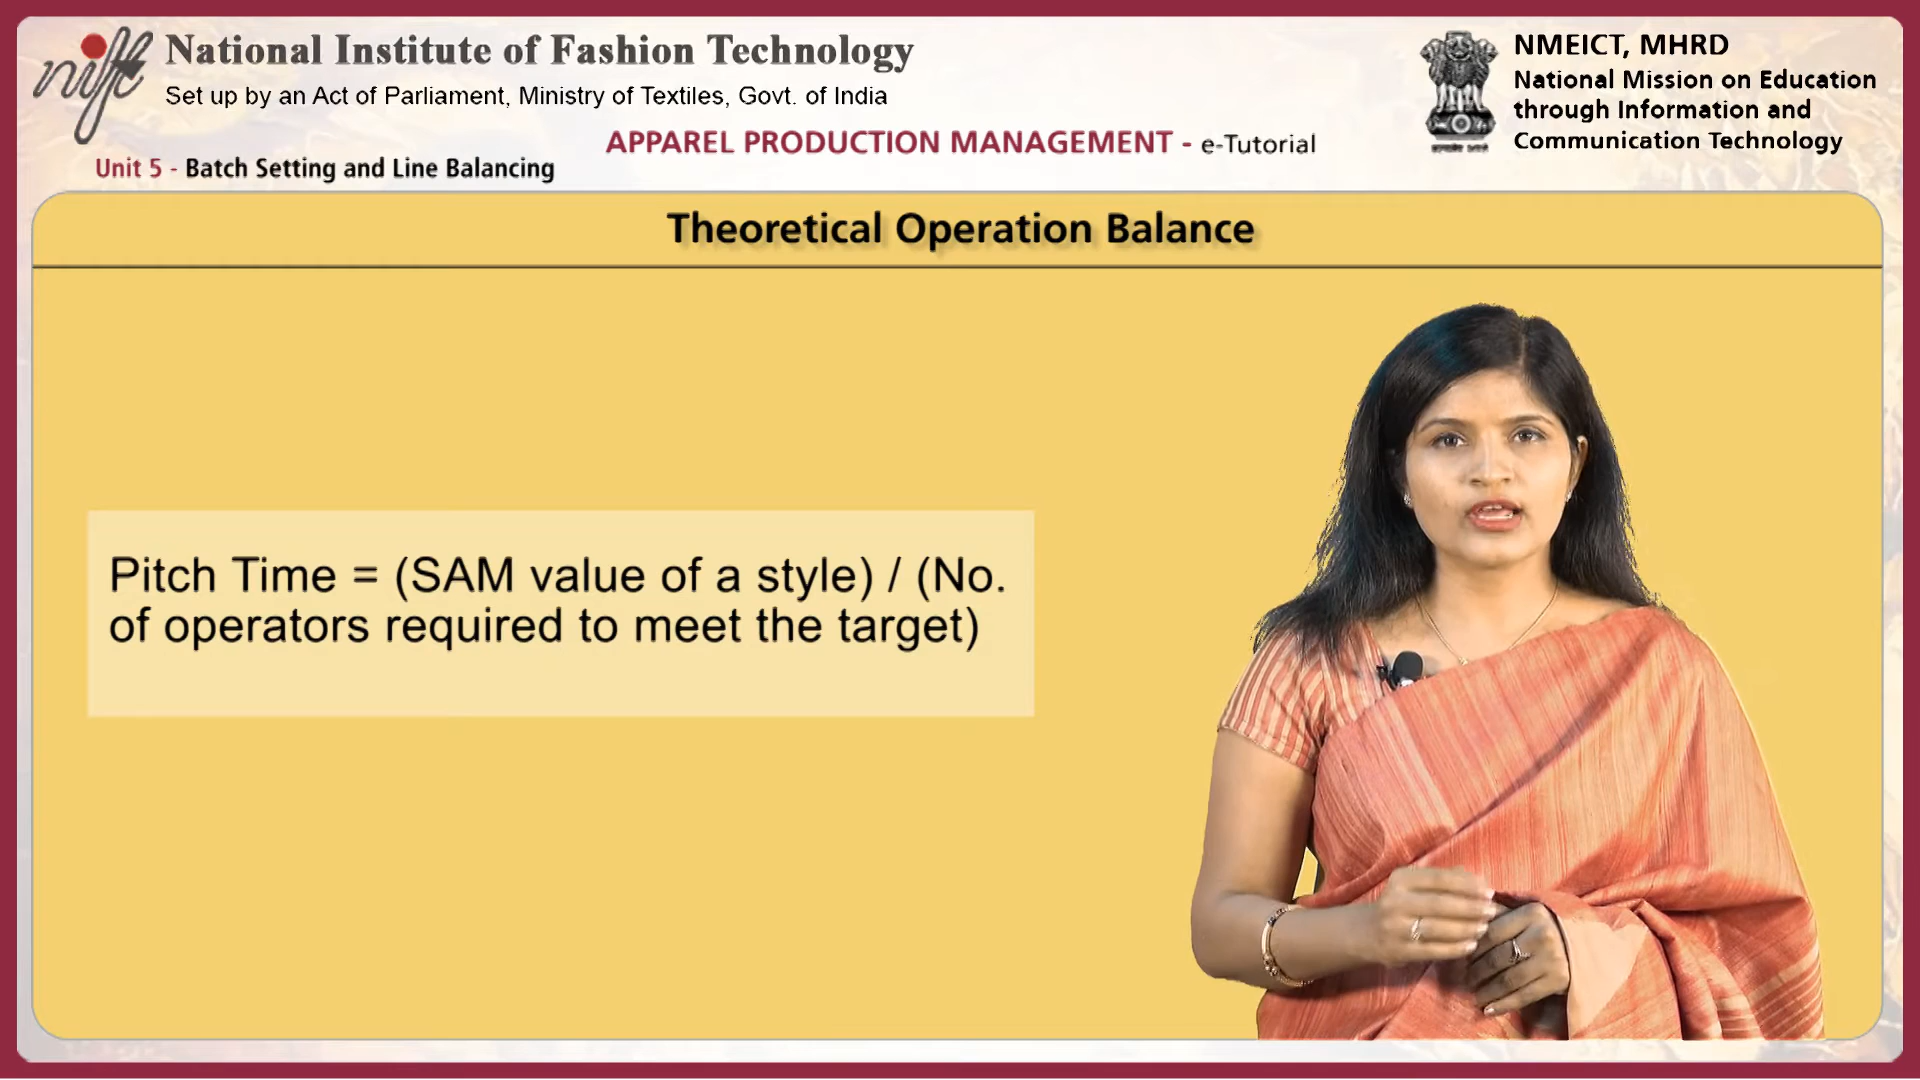 nift
National Institute of Fashion Technology
Set up by an Act of Parliament, Ministry of Textiles, Govt. of India
NMEICT, MHRD
National Mission on Education
through Information and
Communication Technology
APPAREL PRODUCTION MANAGEMENT - e-Tutorial
Unit 5 - Batch Setting and Line Balancing
Theoretical Operation Balance
Pitch Time = (SAM value of a style) / (No.
of operators required to meet the target)